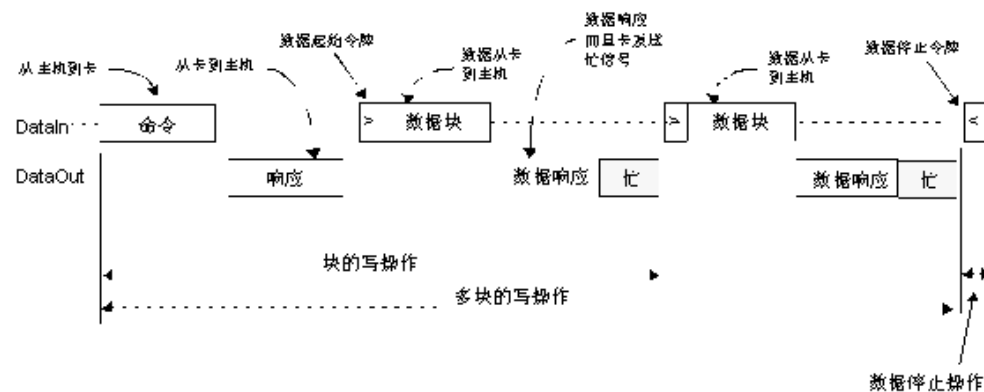 数据响应
而且卡发送
忙信号
数据起始令牌
数据停止令牌
从主机到卡
从卡到主机
数据从卡
到主机
数据从卡
到主机
DataIn
命令
>
数据块
>
数据块
<
DataOut
响应
数据响应
忙
数据响应
忙
块的写操作
多块的写操作
数据停止操作